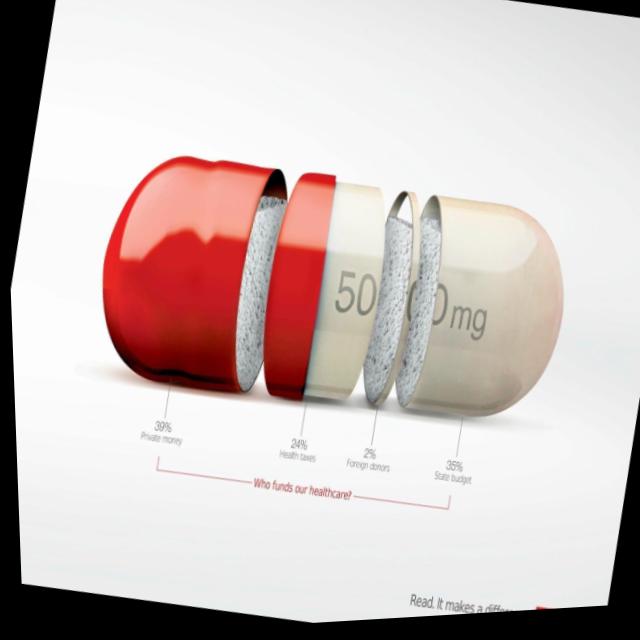 50 00 mg
39%
Private money
24%
Health taxes
2%
Foreign donors
35%
State budget
Who funds our healthcare?
Read. It makes a